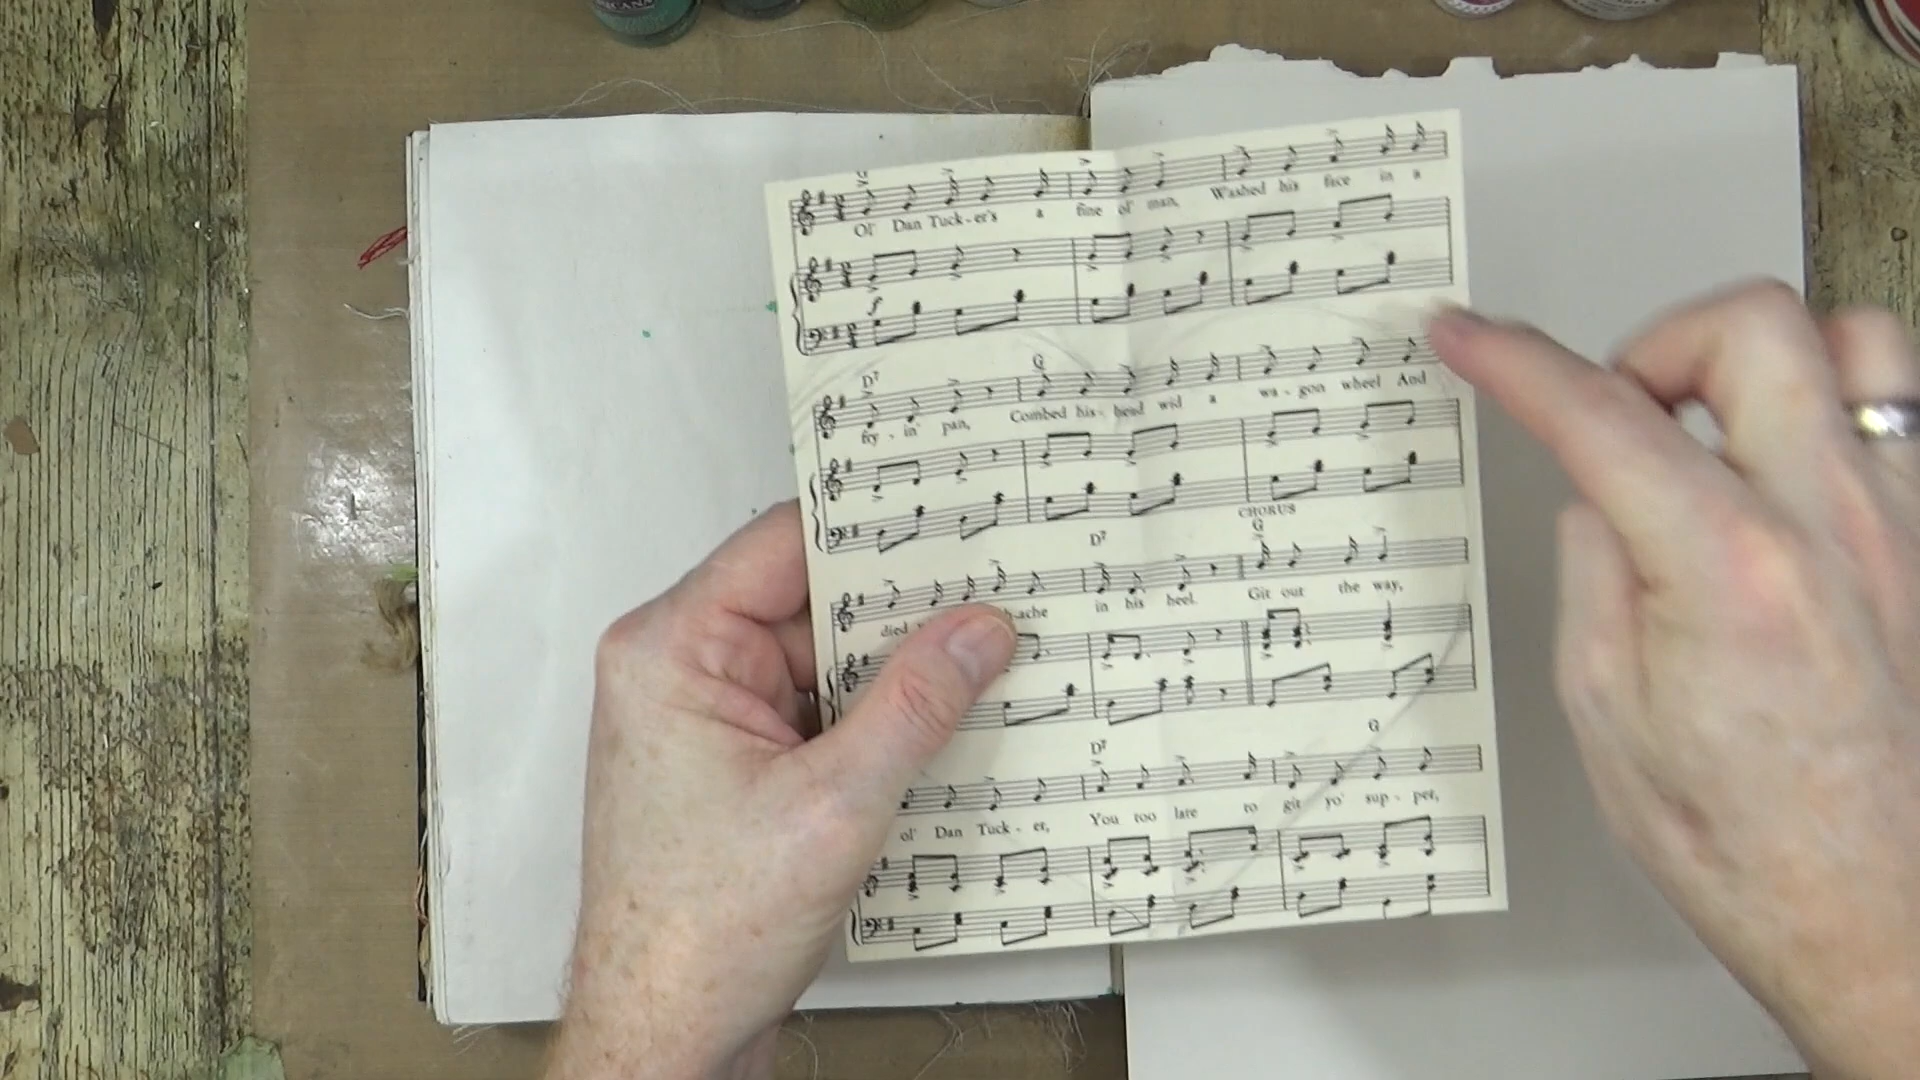 Ol' Dan Tuck-er's a fine ol' man, Washed his face in a
D7 G
fry - in' pan, Combed his head wid a wa - gon wheel And
CHORUS
D7 G
died h-ache in his heel. Git out the way,
D7 G
ol' Dan Tuck - er, You too late to git yo' sup - per,